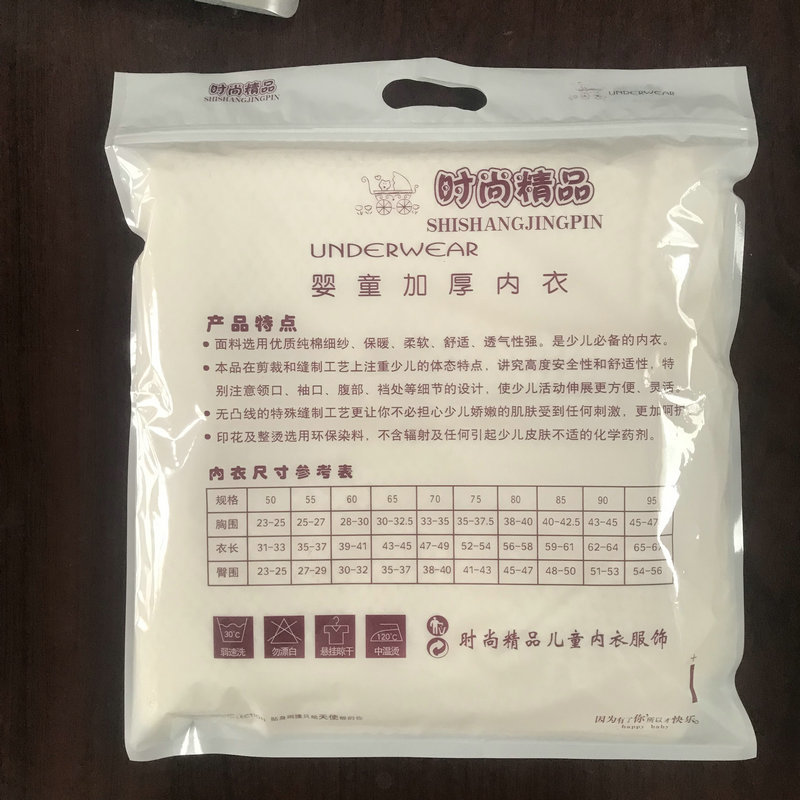 时尚精品
SHISHANGJINGPIN
UNDERWEAR
时尚精品
SHISHANGJINGPIN
UNDERWEAR
婴童加厚内衣
产品特点
●面料选用优质纯棉细纱、保暖、柔软、舒适、透气性强。是少儿必备的内衣。
●本品在剪裁和缝制工艺上注重少儿的体态特点，讲究高度安全性和舒适性，特
别注意领口、袖口、腹部、裆处等细节的设计，使少儿活动伸展更方便、灵活。
●无凸线的特殊缝制工艺更让你不必担心少儿娇嫩的肌肤受到任何刺激，更加呵护
●印花及整烫选用环保染料，不含辐射及任何引起少儿皮肤不适的化学药剂。
内衣尺寸参考表
规格 50 55 60 65 70 75 80 85 90 95
胸围 23-25 25-27 28-30 30-32.5 33-35 35-37.5 38-40 40-42.5 43-45 45-47
衣长 31-33 35-37 39-41 43-45 47-49 52-54 56-58 59-61 62-64 65-67
臀围 23-25 27-29 30-32 35-37 38-40 41-43 45-47 48-50 51-53 54-56
30℃ 120℃
弱速洗 勿漂白 悬挂晾干 中温烫
时尚精品儿童内衣服饰
因为有了你所以才快乐
happy baby